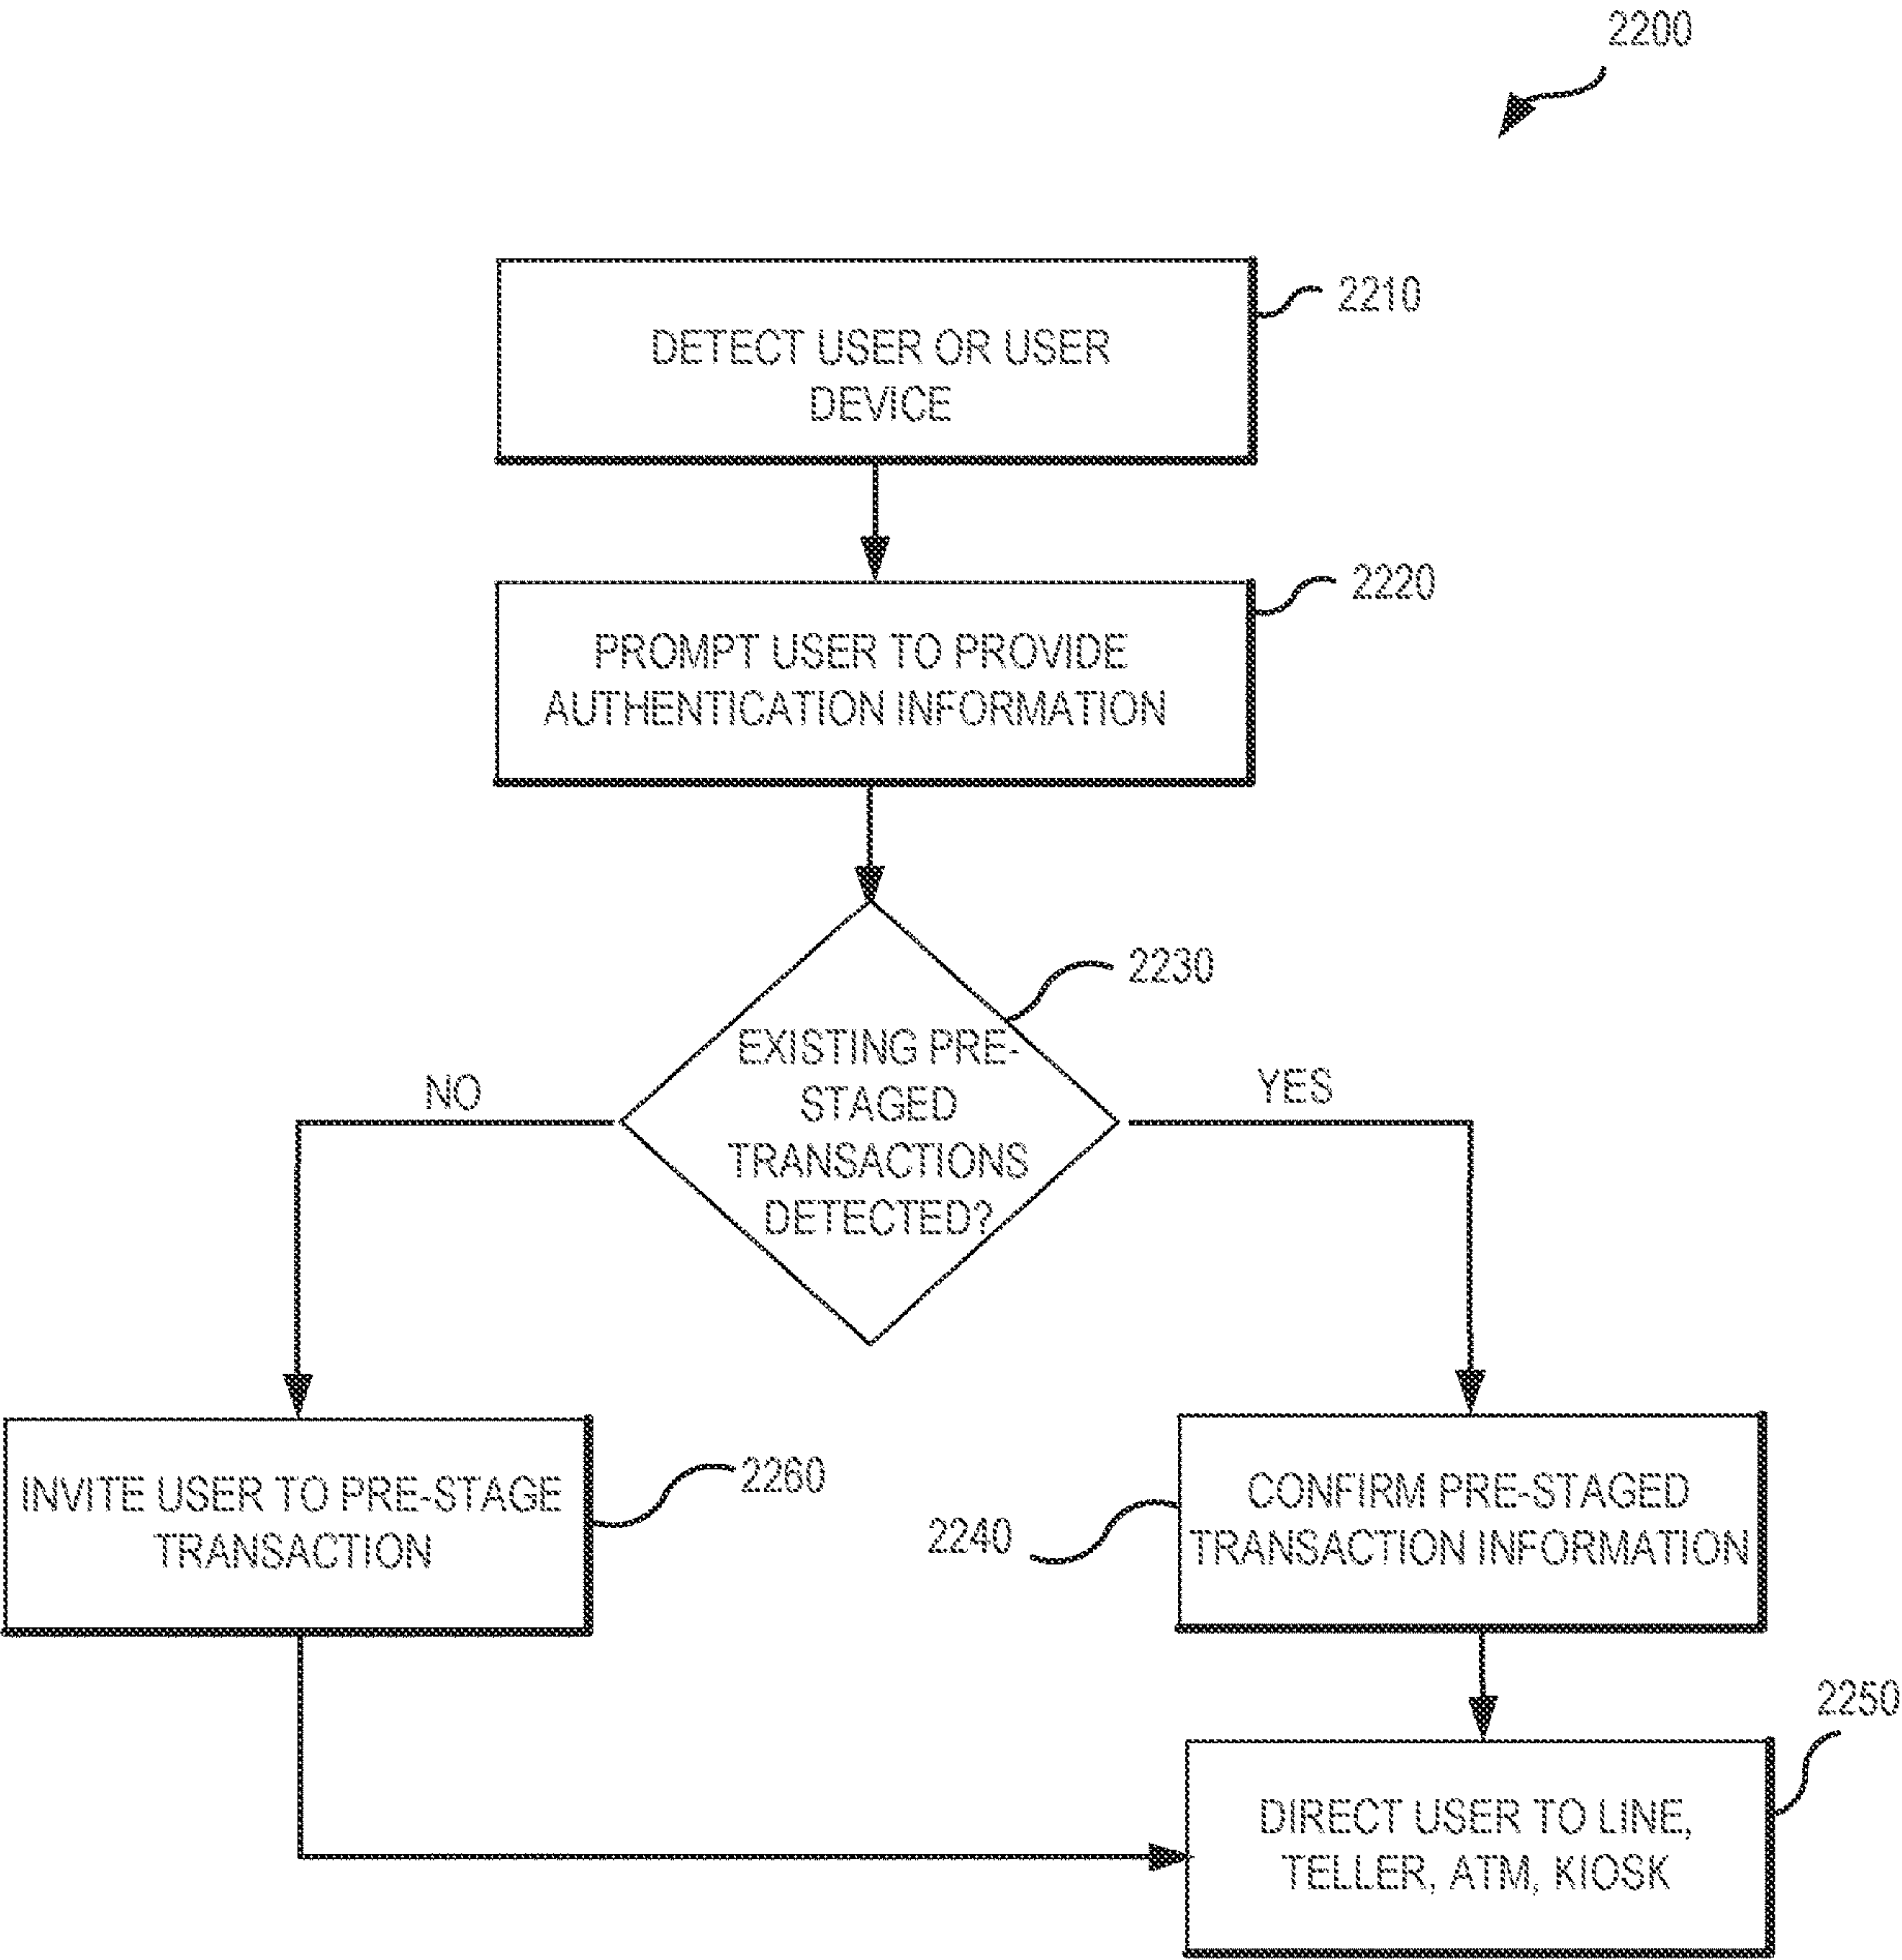 2200
2210
DETECT USER OR USER
DEVICE
2220
PROMPT USER TO PROVIDE
AUTHENTICATION INFORMATION
2230
EXISTING PRE-
STAGED
TRANSACTIONS
DETECTED?
NO
YES
INVITE USER TO PRE-STAGE
TRANSACTION
2260
2240
CONFIRM PRE-STAGED
TRANSACTION INFORMATION
2250
DIRECT USER TO LINE,
TELLER, ATM, KIOSK